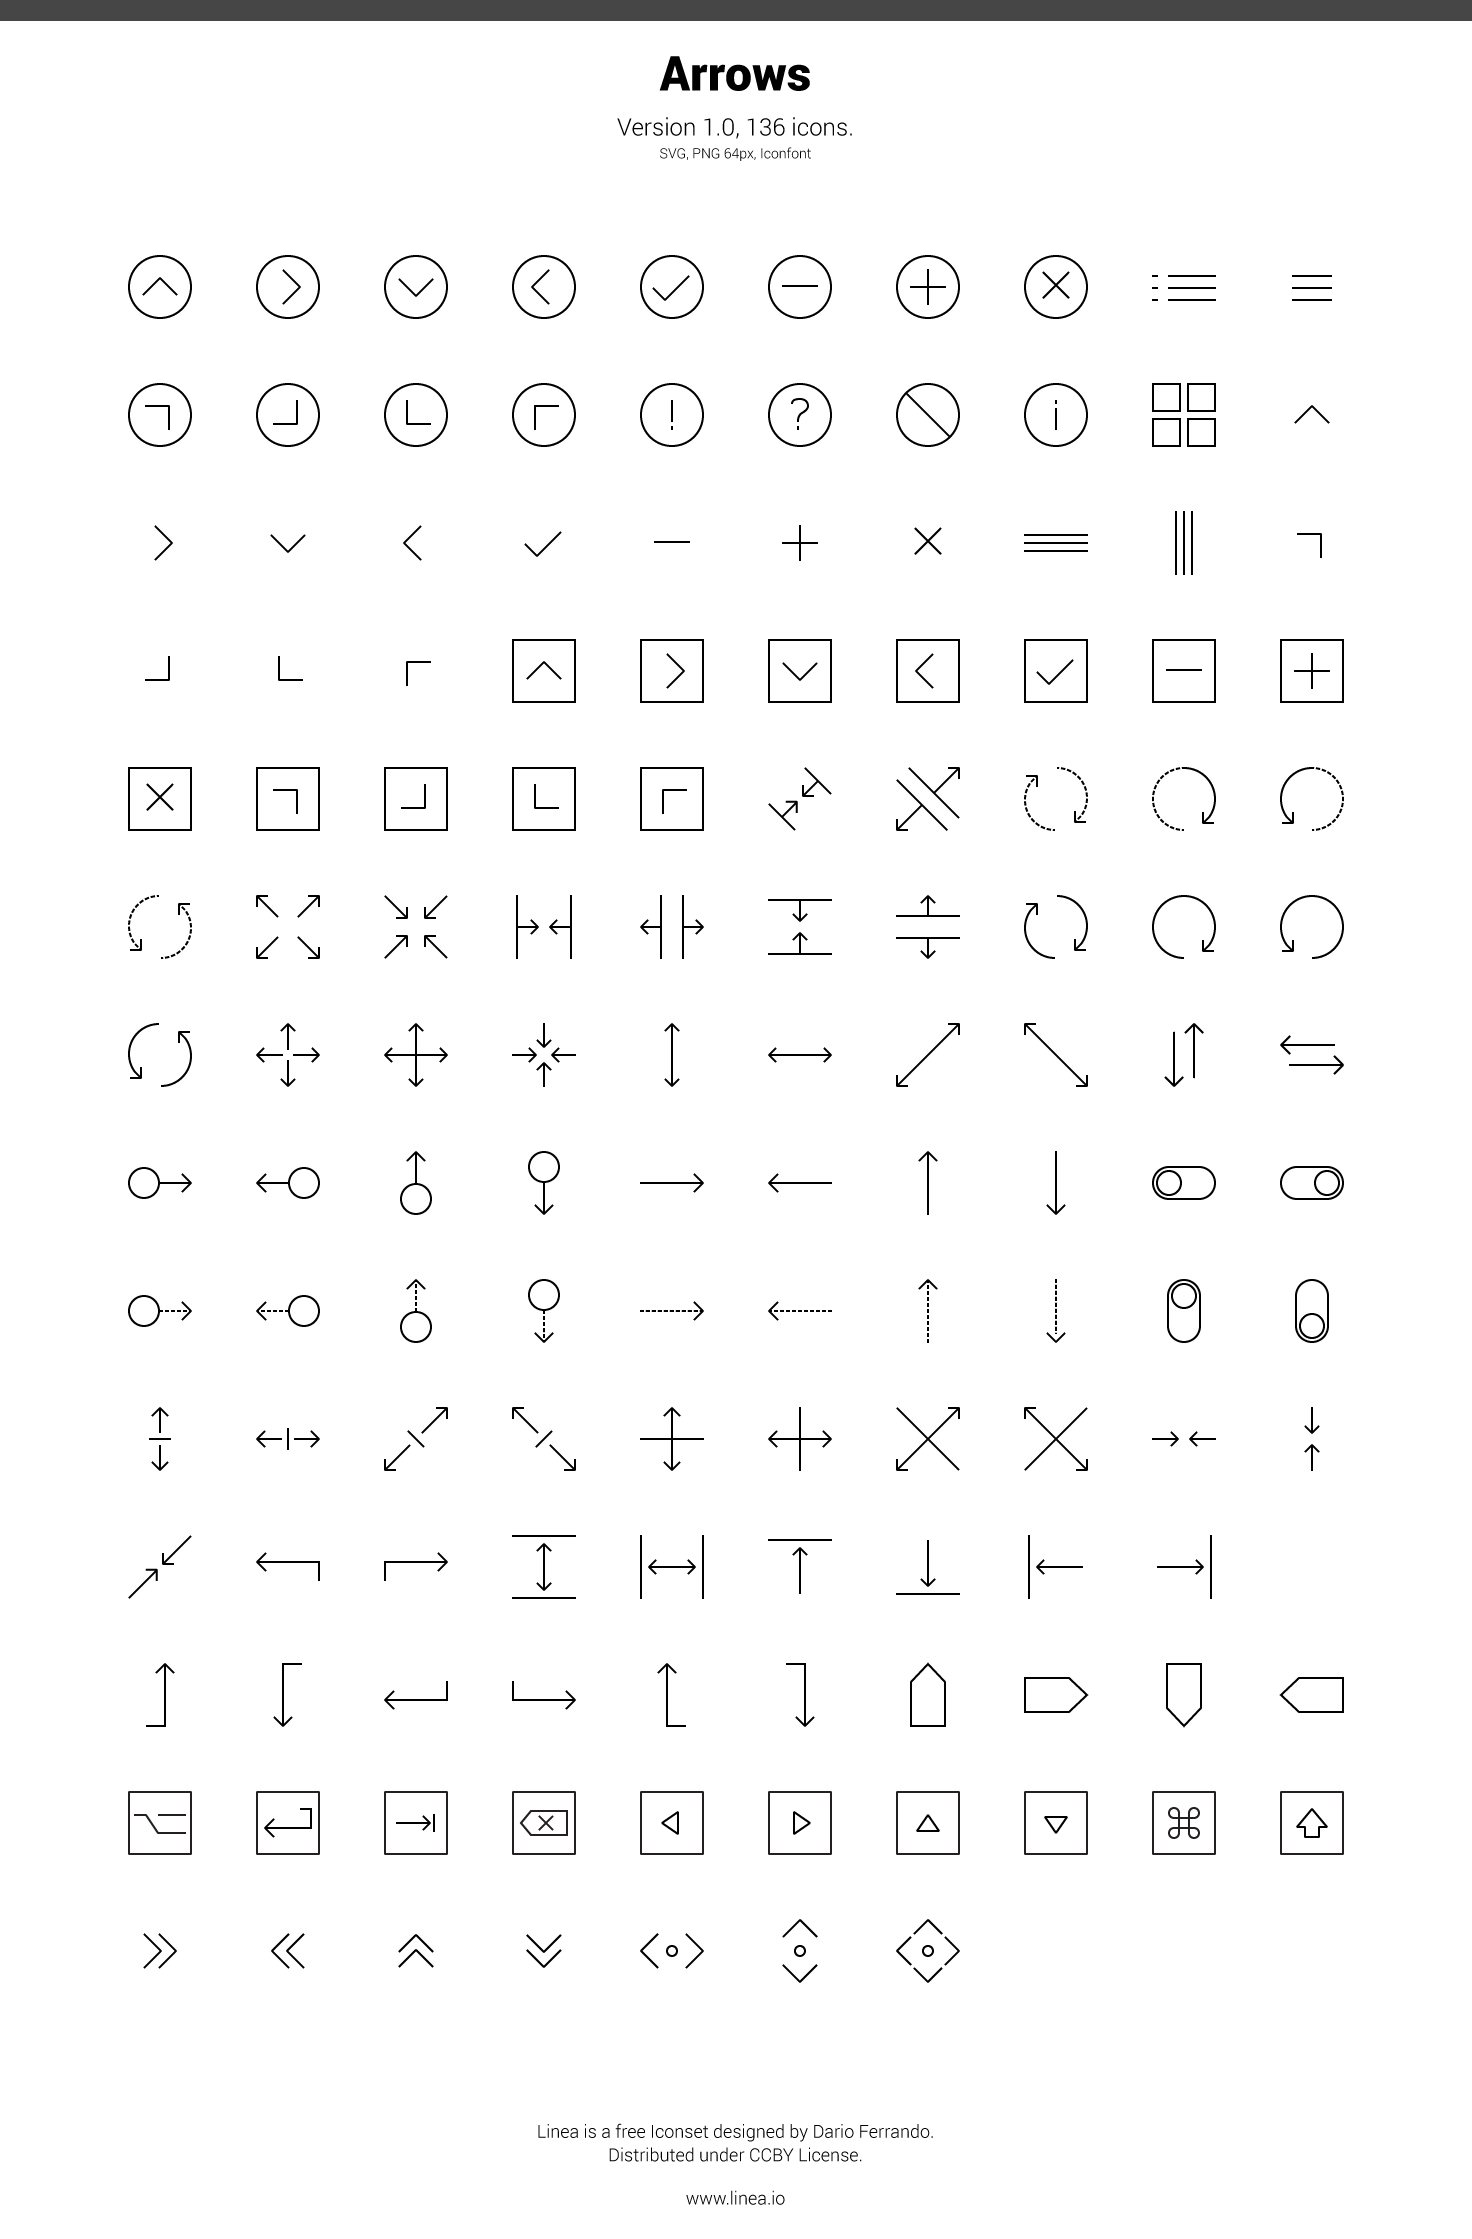 Arrows
Version 1.0, 136 icons.
SVG, PNG 64px, Iconfont
Linea is a free Iconset designed by Dario Ferrando.
Distributed under CCBY License.
www.linea.io